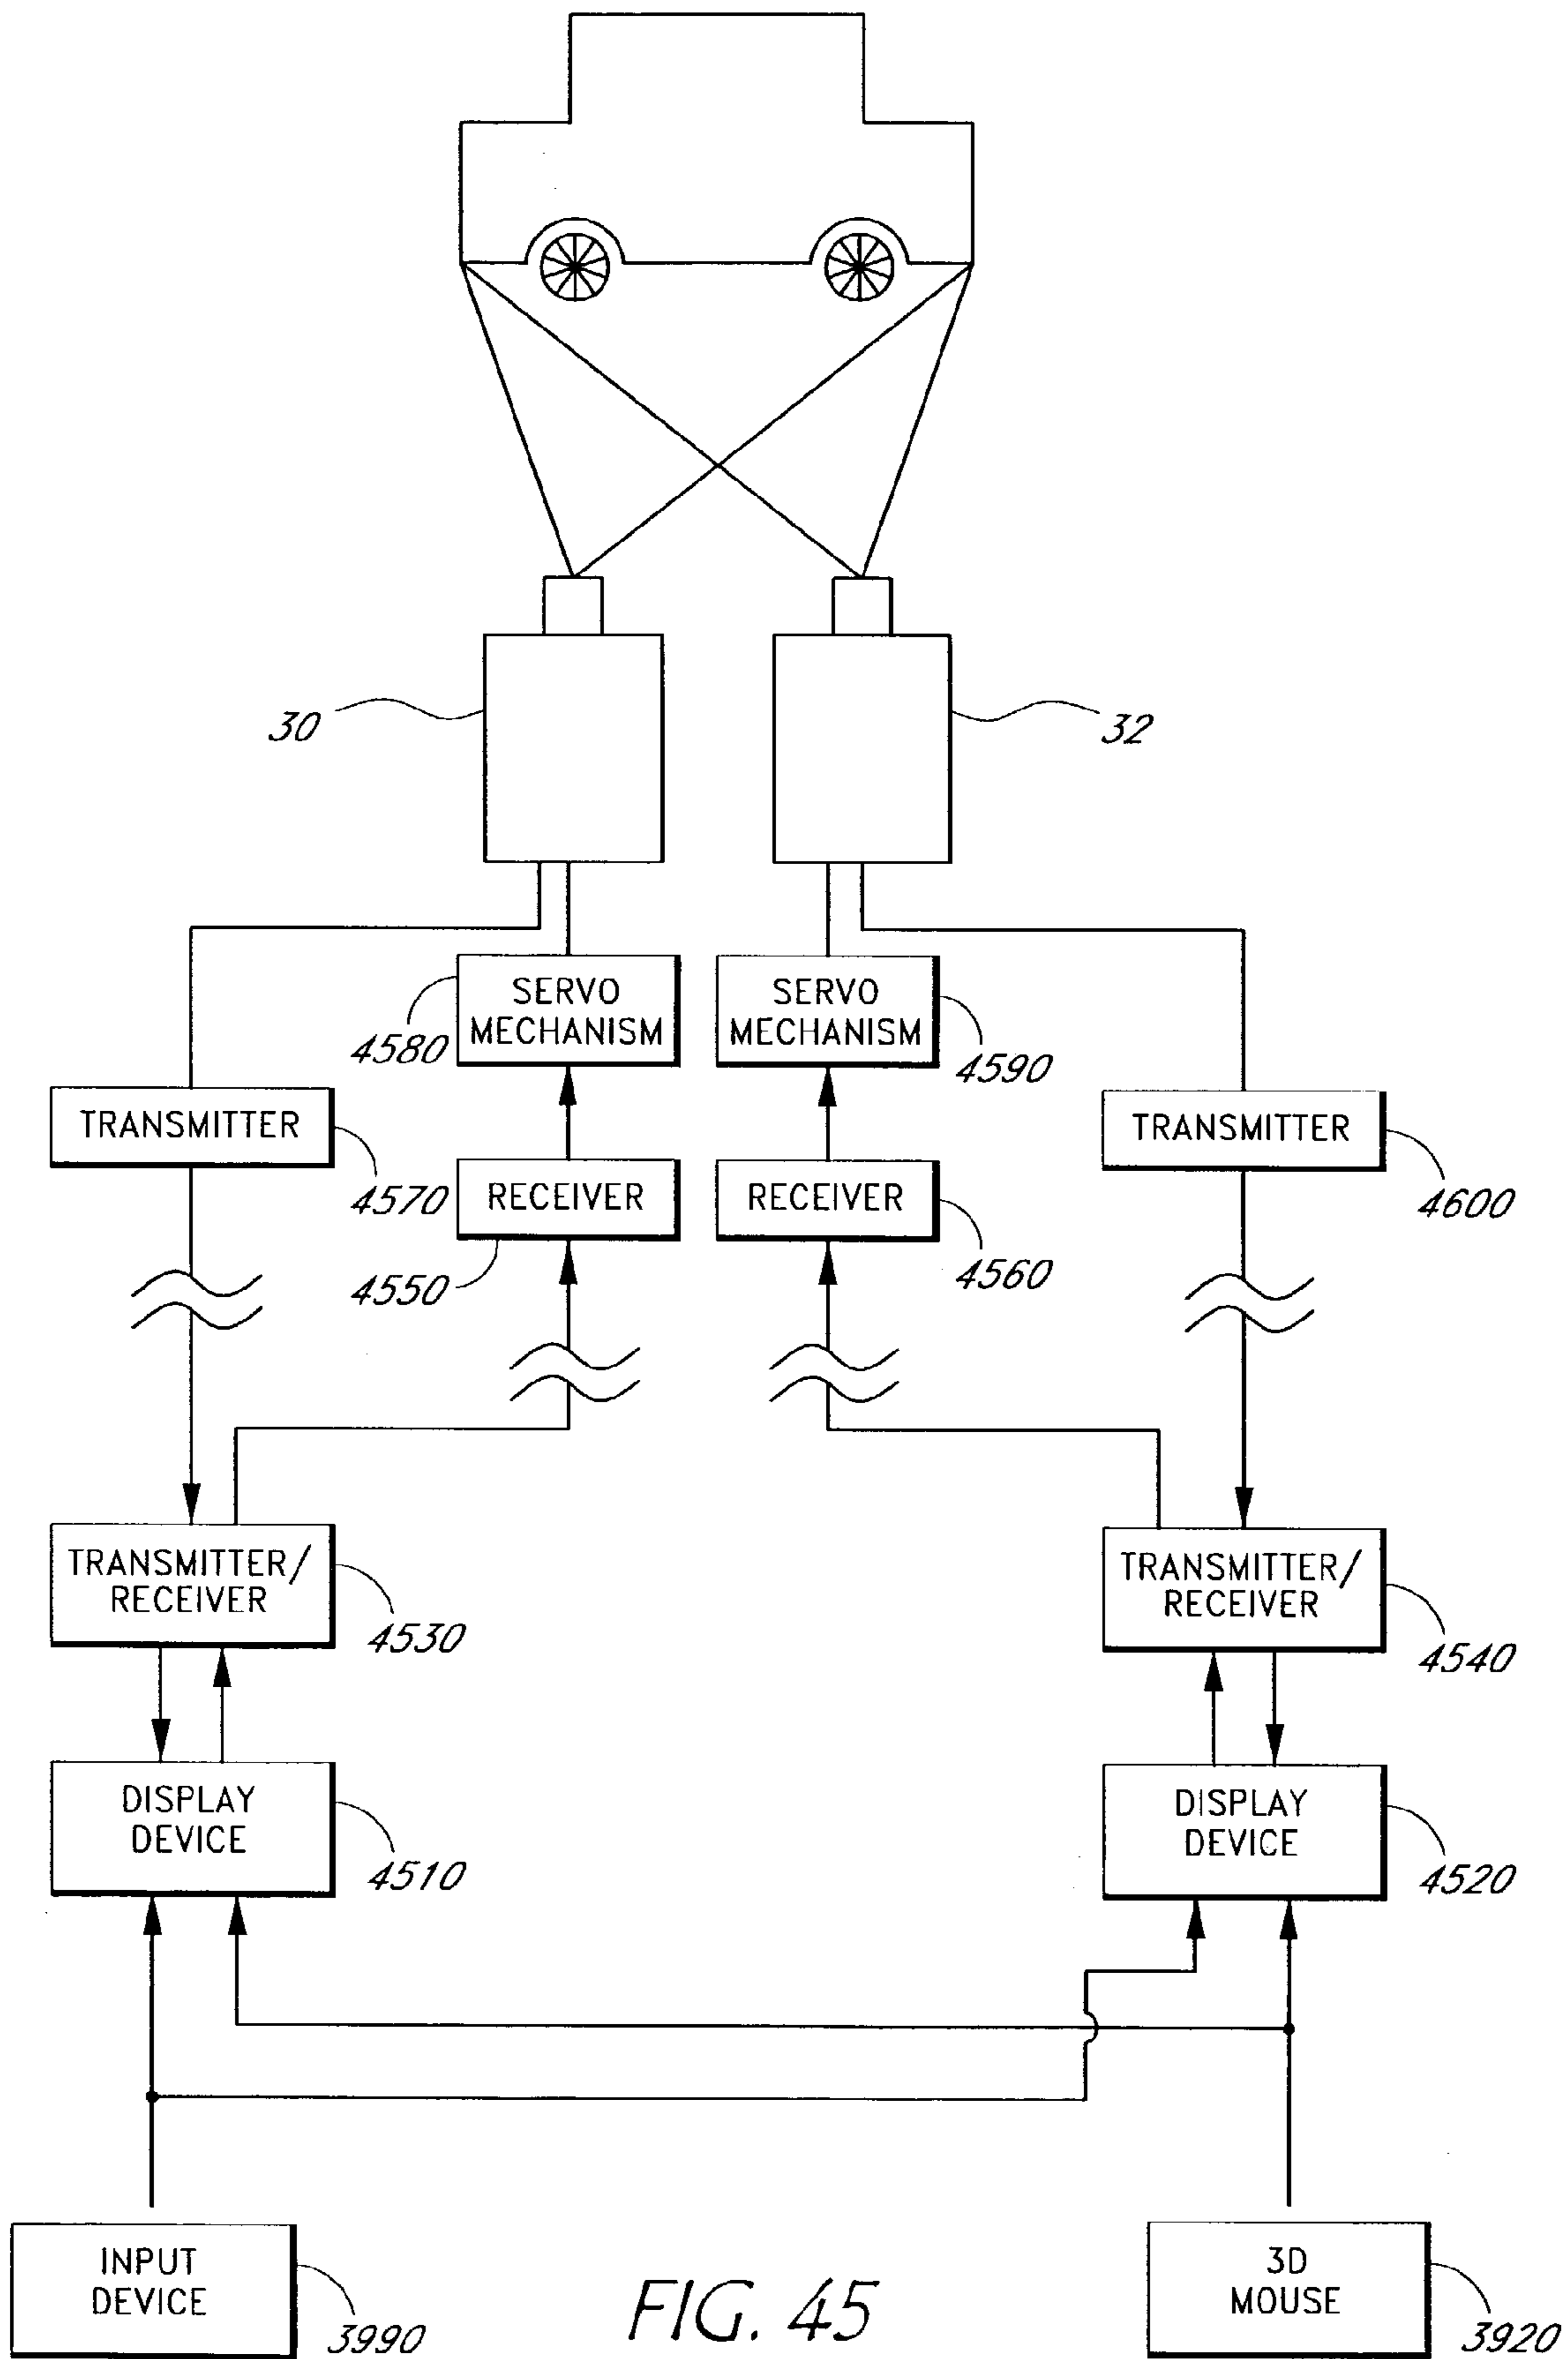 30
32
SERVO
MECHANISM
4580
SERVO
MECHANISM
4590
TRANSMITTER
4570
RECEIVER
4550
RECEIVER
4560
TRANSMITTER
4600
TRANSMITTER/
RECEIVER
4530
TRANSMITTER/
RECEIVER
4540
DISPLAY
DEVICE
4510
DISPLAY
DEVICE
4520
INPUT
DEVICE
3990
FIG. 45
3D
MOUSE
3920